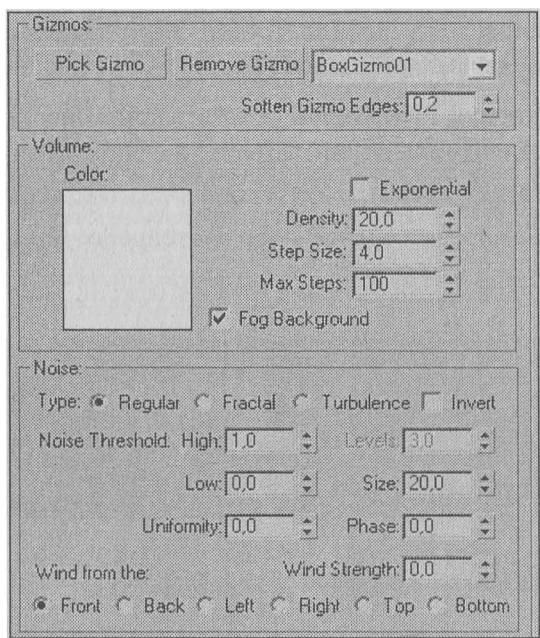 Gizmos:
Pick Gizmo Remove Gizmo BoxGizmo01
Soften Gizmo Edges: 0,2
Volume:
Color:
Exponential
Density: 20,0
Step Size: 4,0
Max Steps: 100
Fog Background
Noise:
Type: Regular Fractal Turbulence Invert
Noise Threshold. High: 1,0 Levels: 3,0
Low: 0,0 Size: 20,0
Uniformity: 0,0 Phase: 0,0
Wind from the: Wind Strength: 0,0
Front Back Left Right Top Bottom